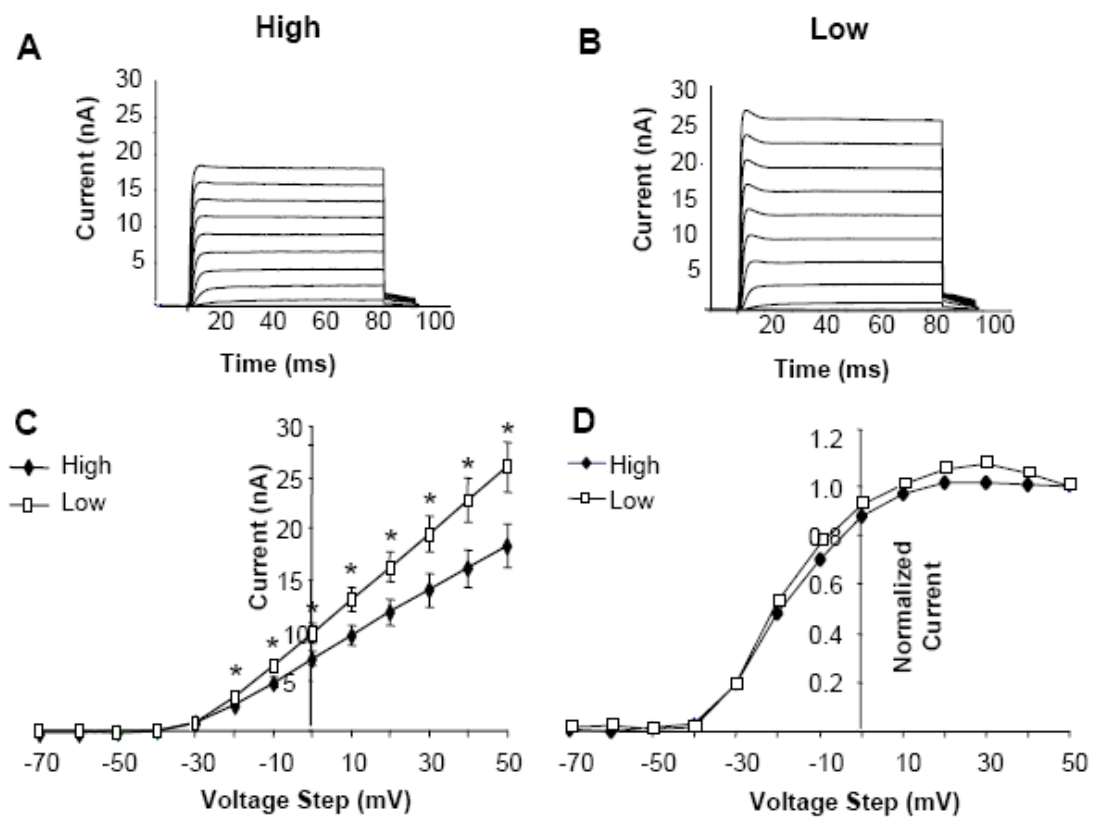 A
High
30
25
20
15
10
5
Current (nA)
20 40 60 80 100
Time (ms)
B
Low
30
25
20
15
10
5
Current (nA)
20 40 60 80 100
Time (ms)
C
High
Low
30
25
20
15
10
5
Current (nA)
* * * * * * * *
-70 -50 -30 -10 10 30 50
Voltage Step (mV)
D
High
Low
1.2
1.0
0.8
0.6
0.4
0.2
Normalized
Current
-70 -50 -30 -10 10 30 50
Voltage Step (mV)